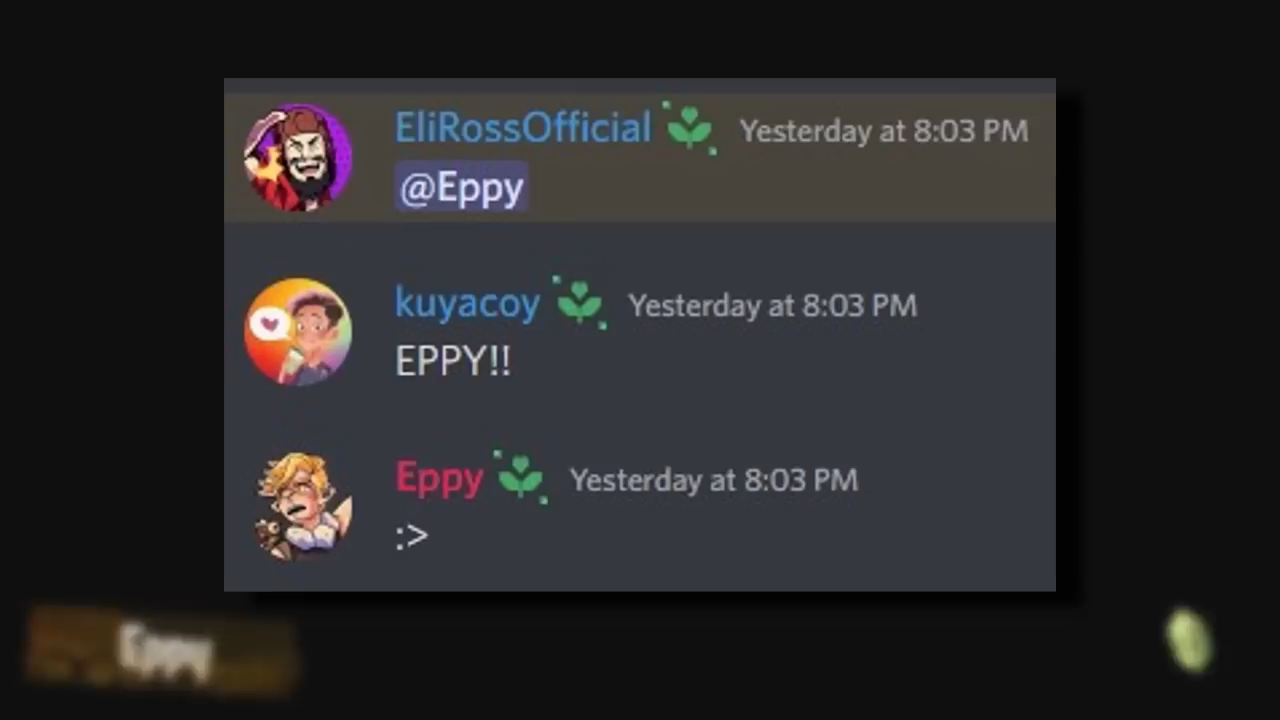 EliRossOfficial Yesterday at 8:03 PM
@Eppy
kuyacoy Yesterday at 8:03 PM
EPPY!!
Eppy Yesterday at 8:03 PM
:>
Eppy